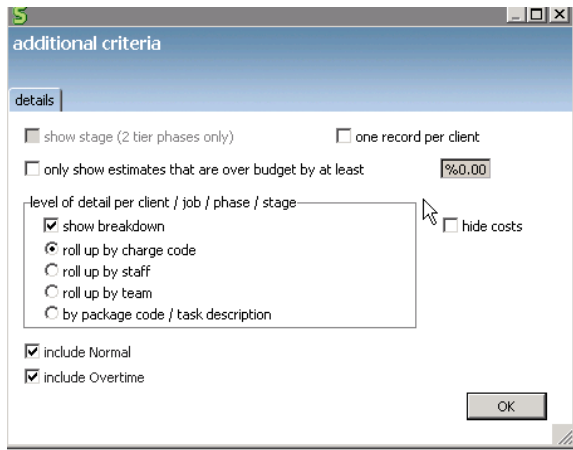 S
additional criteria
details
show stage (2 tier phases only) one record per client
only show estimates that are over budget by at least %0.00
level of detail per client / job / phase / stage
show breakdown hide costs
roll up by charge code
roll up by staff
roll up by team
by package code / task description
include Normal
include Overtime
OK